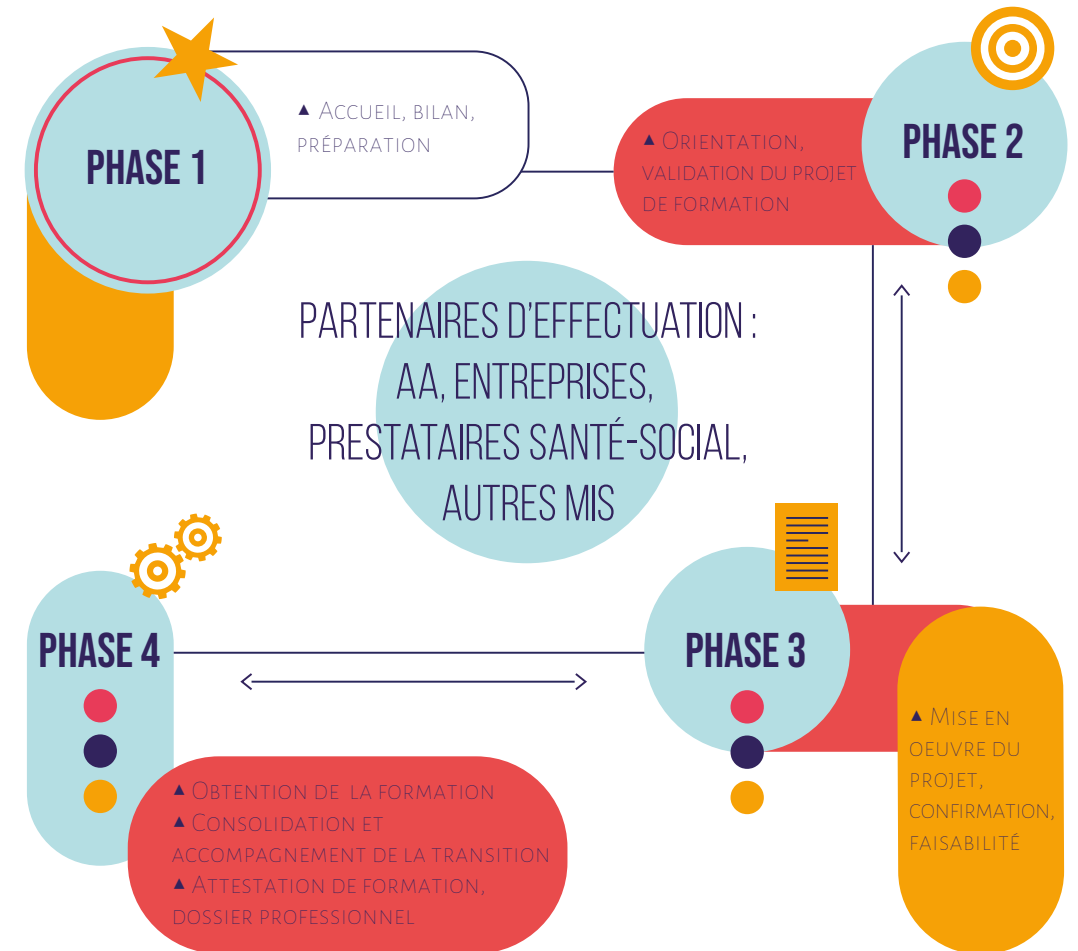 PHASE 1
▲ Accueil, bilan,
préparation
▲ Orientation,
validation du projet
de formation
PHASE 2
PARTENAIRES D'EFFECTUATION :
AA, ENTREPRISES,
PRESTATAIRES SANTÉ-SOCIAL,
AUTRES MIS
PHASE 3
▲ Mise en
oeuvre du
projet,
confirmation,
faisabilité
PHASE 4
▲ Obtention de la formation
▲ Consolidation et
accompagnement de la transition
▲ Attestation de formation,
dossier professionnel